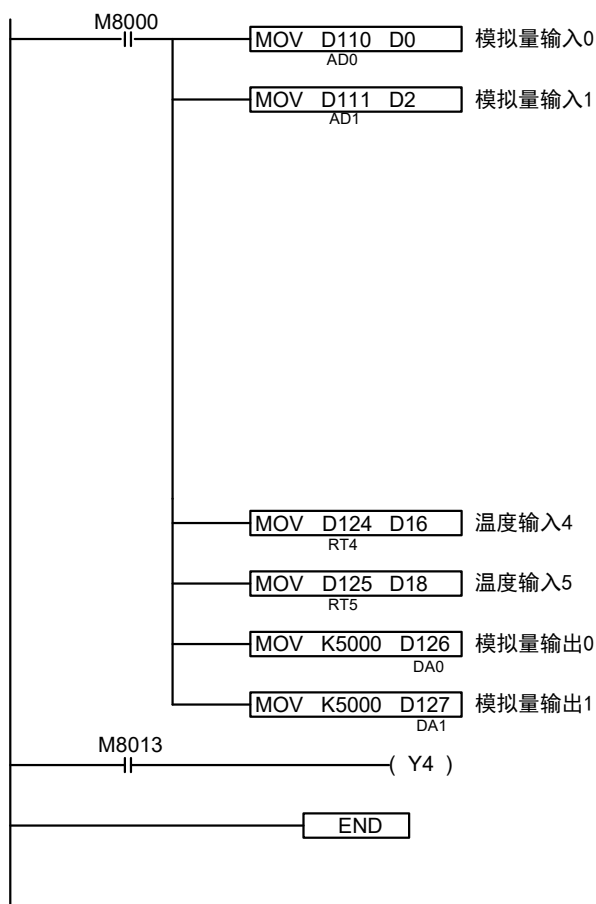 M8000
MOV D110 D0 模拟量输入0
AD0
MOV D111 D2 模拟量输入1
AD1
MOV D124 D16 温度输入4
RT4
MOV D125 D18 温度输入5
RT5
MOV K5000 D126 模拟量输出0
DA0
MOV K5000 D127 模拟量输出1
DA1
M8013
( Y4 )
END